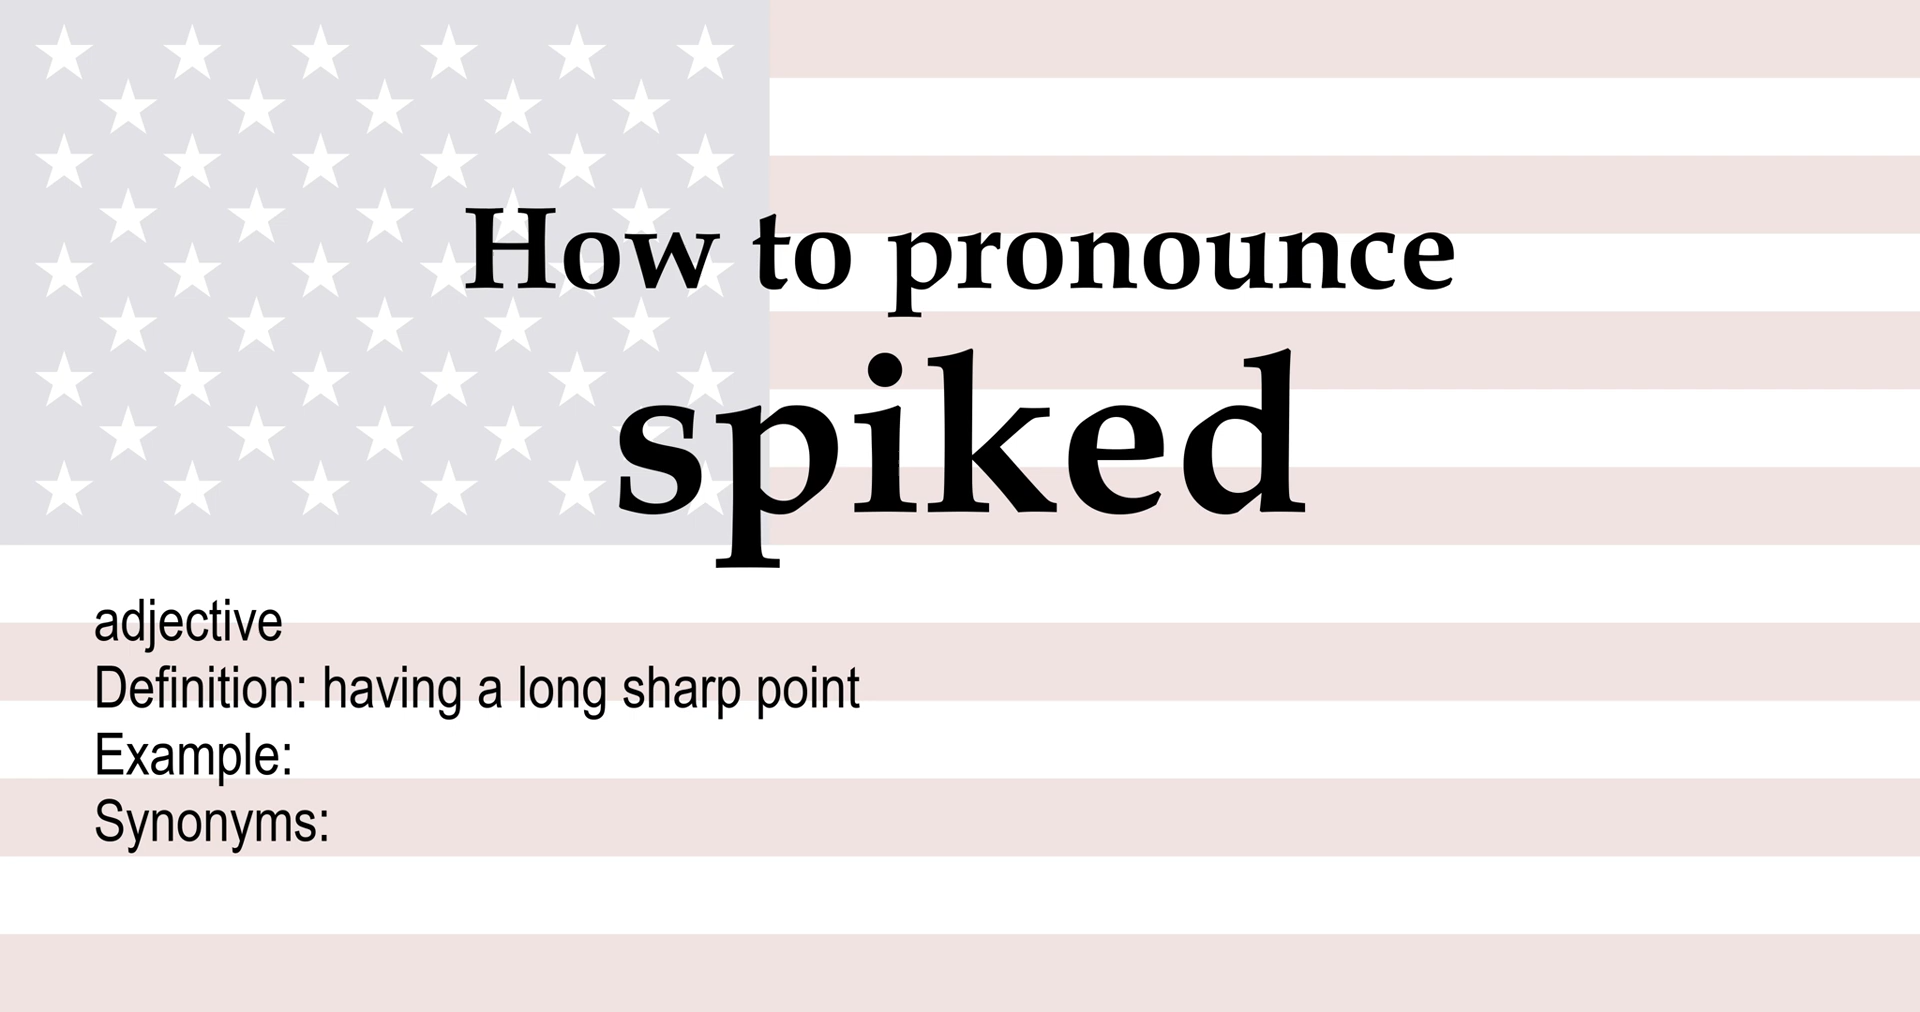 How to pronounce
spiked
adjective
Definition: having a long sharp point
Example:
Synonyms: